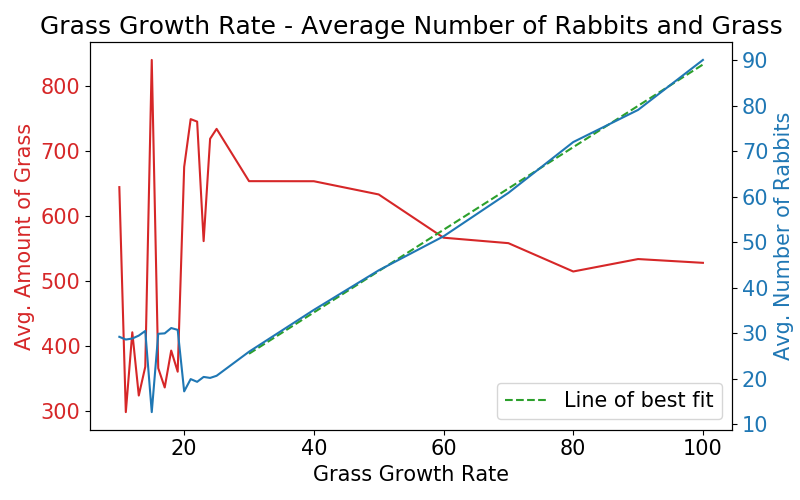 Grass Growth Rate - Average Number of Rabbits and Grass
Avg. Amount of Grass
800
700
600
500
400
300
90
80
70
60
50
40
30
20
10
Avg. Number of Rabbits
Line of best fit
20 40 60 80 100
Grass Growth Rate